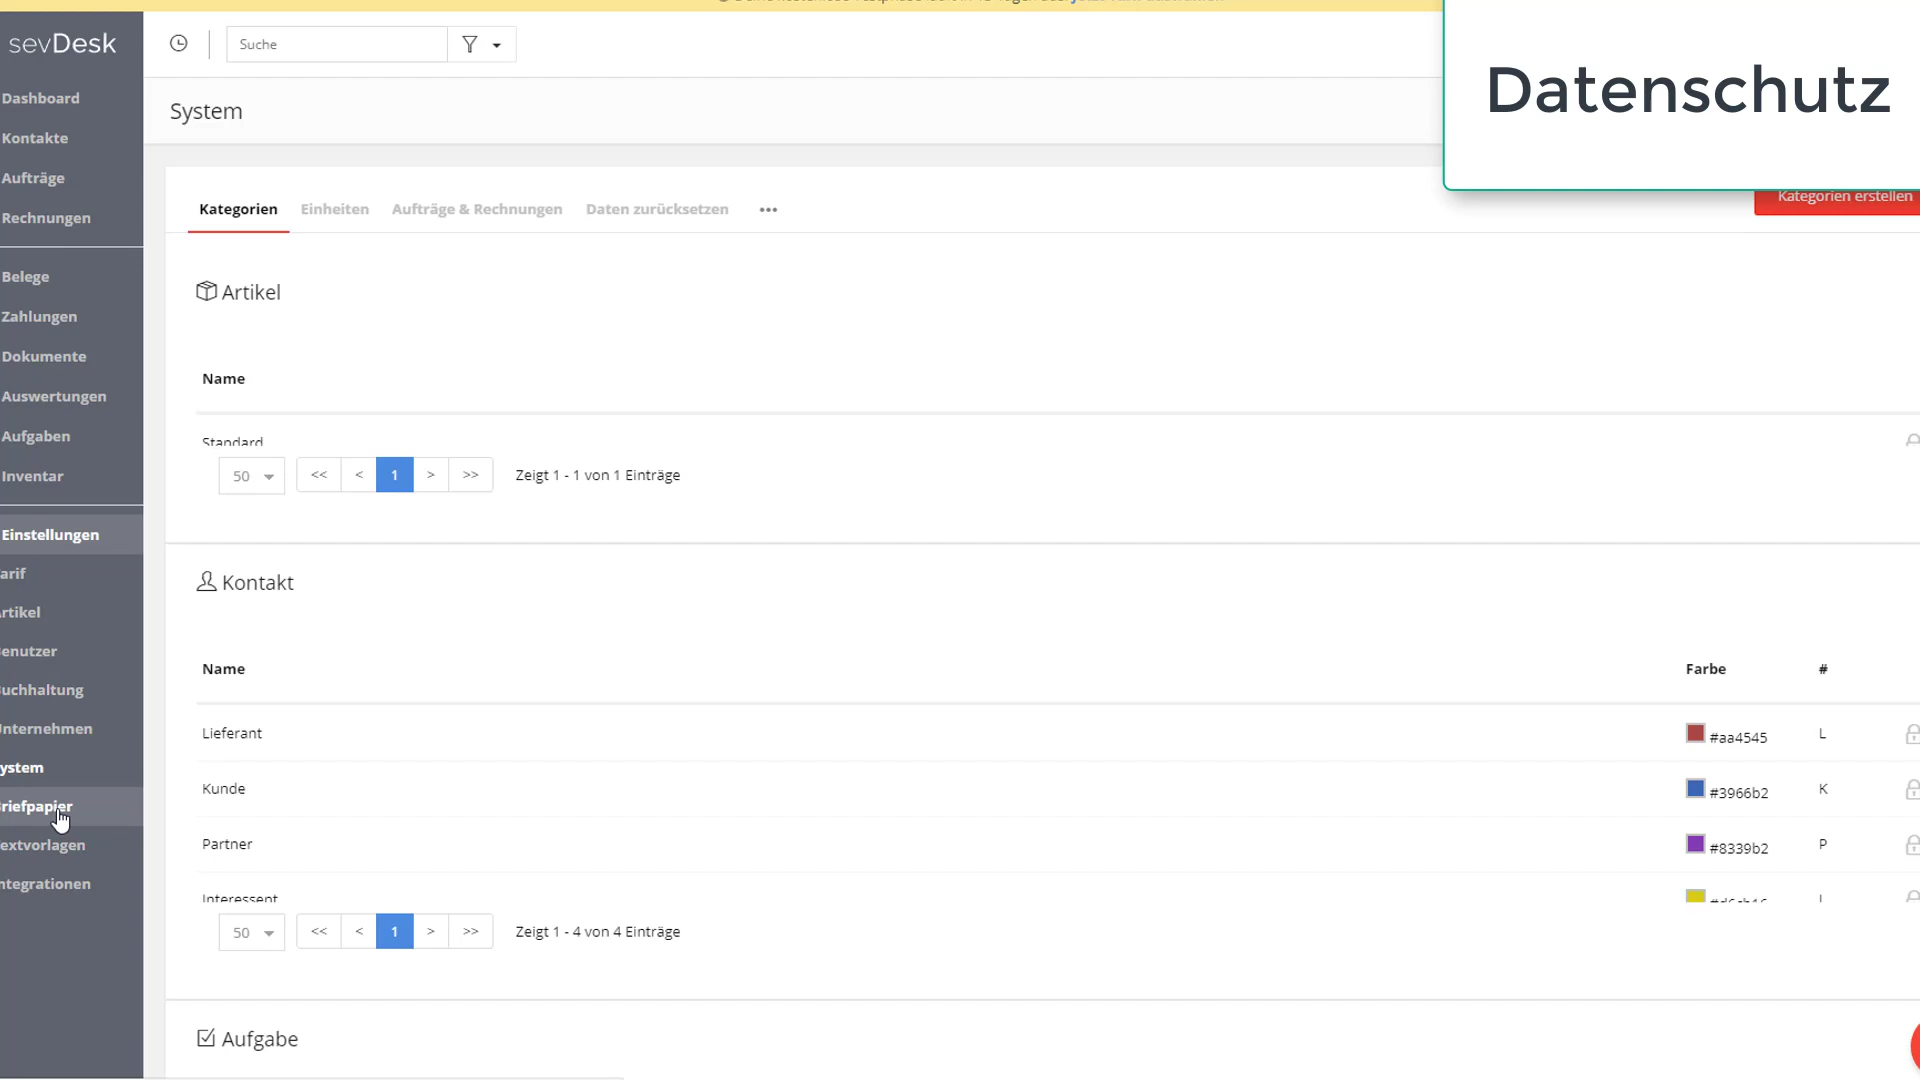 sevDesk
Suche
Datenschutz
Dashboard
Kontakte
Aufträge
Rechnungen
Belege
Zahlungen
Dokumente
Auswertungen
Aufgaben
Inventar
Einstellungen
arif
rtikel
enutzer
uchhaltung
nternehmen
ystem
riefpapier
extvorlagen
ntegrationen
System
Kategorien Einheiten Aufträge & Rechnungen Daten zurücksetzen •••
Kategorien erstellen
Artikel
Name
Standard
50 << < 1 > >> Zeigt 1 - 1 von 1 Einträge
Kontakt
Name Farbe #
Lieferant #aa4545 L
Kunde #3966b2 K
Partner #8339b2 P
Interessent
50 << < 1 > >> Zeigt 1 - 4 von 4 Einträge
Aufgabe